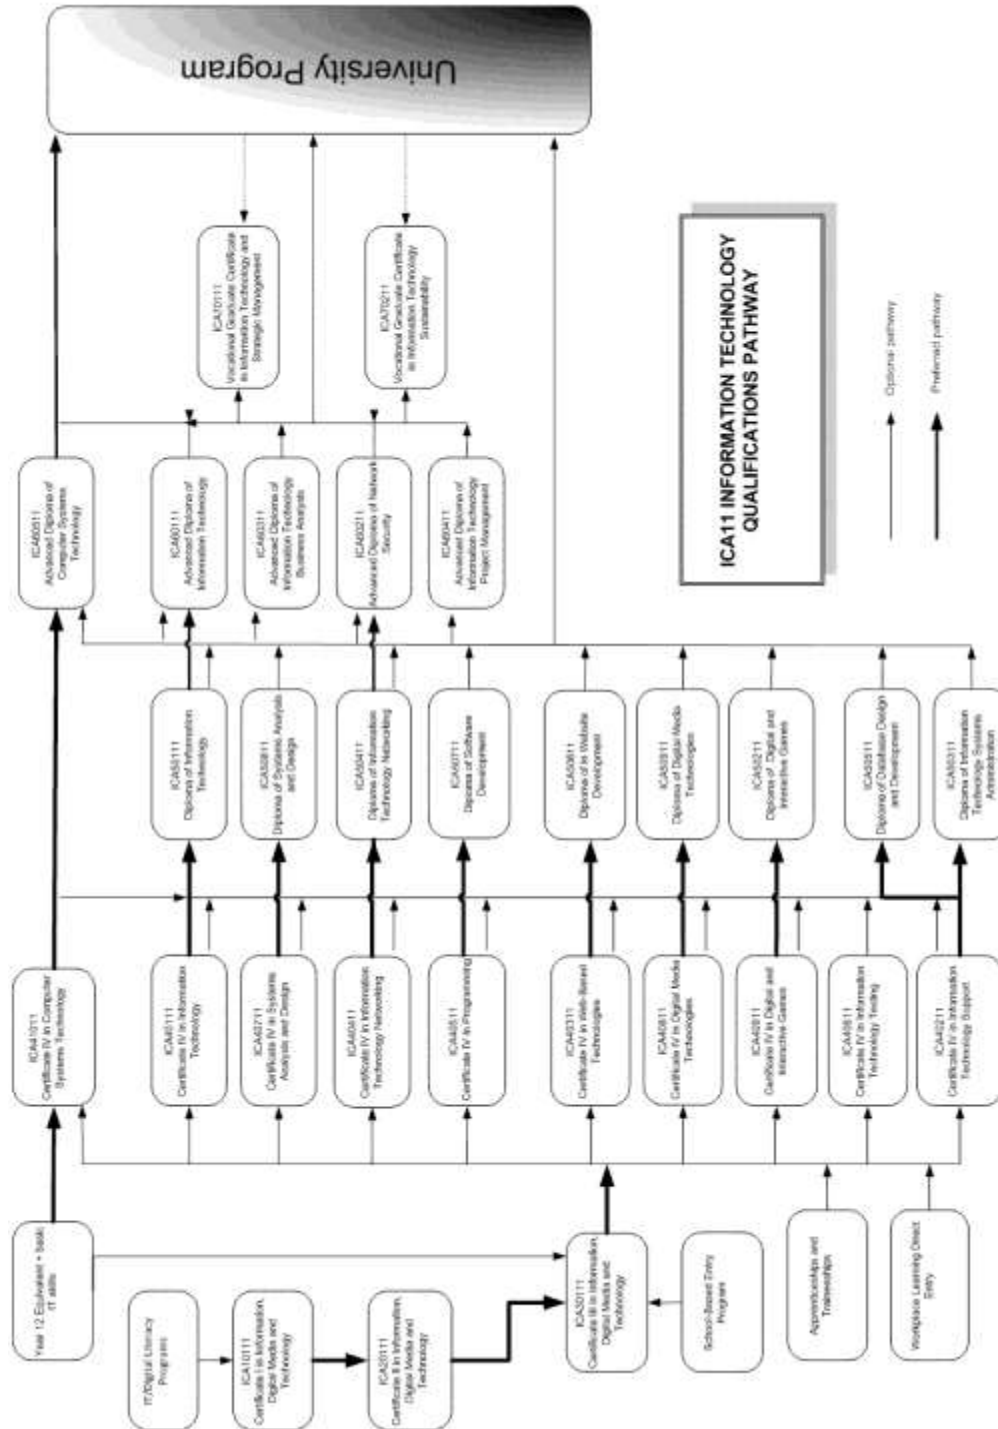 University Program
ICA70111
Vocational Graduate Certificate
in Information Technology and
Strategic Management
ICA70211
Vocational Graduate Certificate
in Information Technology
Sustainability
ICA60511
Advanced Diploma of
Computer Systems
Technology
ICA60111
Advanced Diploma of
Information Technology
ICA60311
Advanced Diploma of
Information Technology
Business Analysis
ICA60211
Advanced Diploma of Network
Security
ICA60411
Advanced Diploma of
Information Technology
Project Management
ICA50111
Diploma of Information
Technology
ICA50811
Diploma of Systems Analysis
and Design
ICA50411
Diploma of Information
Technology Networking
ICA50711
Diploma of Software
Development
ICA50611
Diploma of in Website
Development
ICA50911
Diploma of Digital Media
Technologies
ICA50211
Diploma of Digital and
Interactive Games
ICA50511
Diploma of Database Design
and Development
ICA50311
Diploma of Information
Technology Systems
Administration
ICA41011
Certificate IV in Computer
Systems Technology
ICA40111
Certificate IV in Information
Technology
ICA40711
Certificate IV in Systems
Analysis and Design
ICA40411
Certificate IV in Information
Technology Networking
ICA40511
Certificate IV in Programming
ICA40311
Certificate IV in Web-Based
Technologies
ICA40811
Certificate IV in Digital Media
Technologies
ICA40911
Certificate IV in Digital and
Interactive Games
ICA40611
Certificate IV in Information
Technology Testing
ICA40211
Certificate IV in Information
Technology Support
Year 12 Equivalent + basic
IT skills
IT/Digital Literacy
Programs
ICA10111
Certificate I in Information,
Digital Media and
Technology
ICA20111
Certificate II in Information,
Digital Media and
Technology
ICA30111
Certificate III in Information,
Digital Media and
Technology
School-Based Entry
Program
Apprenticeships and
Traineeships
Workplace Learning Direct
Entry
ICA11 INFORMATION TECHNOLOGY
QUALIFICATIONS PATHWAY
Optional pathway
Preferred pathway